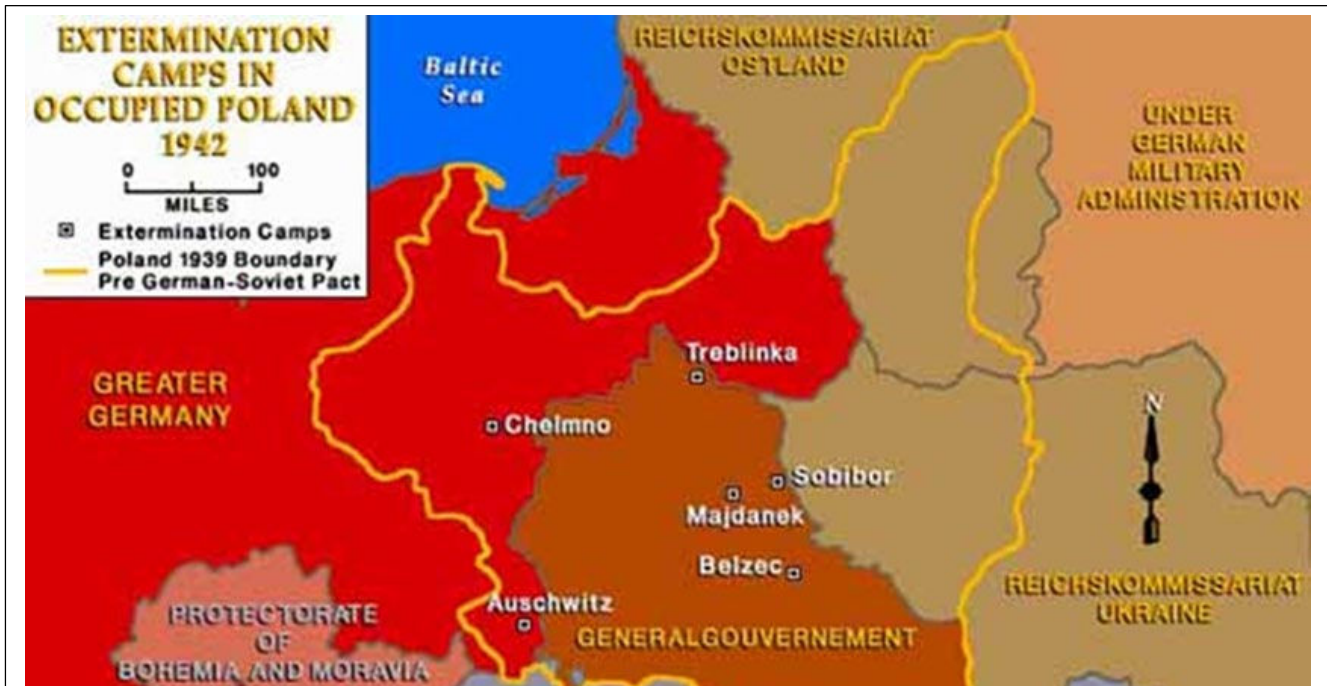 EXTERMINATION
CAMPS IN
OCCUPIED POLAND
1942
0 100
MILES
Extermination Camps
Poland 1939 Boundary
Pre German-Soviet Pact
Baltic
Sea
REICHSKOMMISSARIAT
OSTLAND
UNDER
GERMAN
MILITARY
ADMINISTRATION
GREATER
GERMANY
Treblinka
Chelmno
N
Sobibor
Majdanek
Belzec
Auschwitz
PROTECTORATE
OF
BOHEMIA AND MORAVIA
GENERALGOUVERNEMENT
REICHSKOMMISSARIAT
UKRAINE